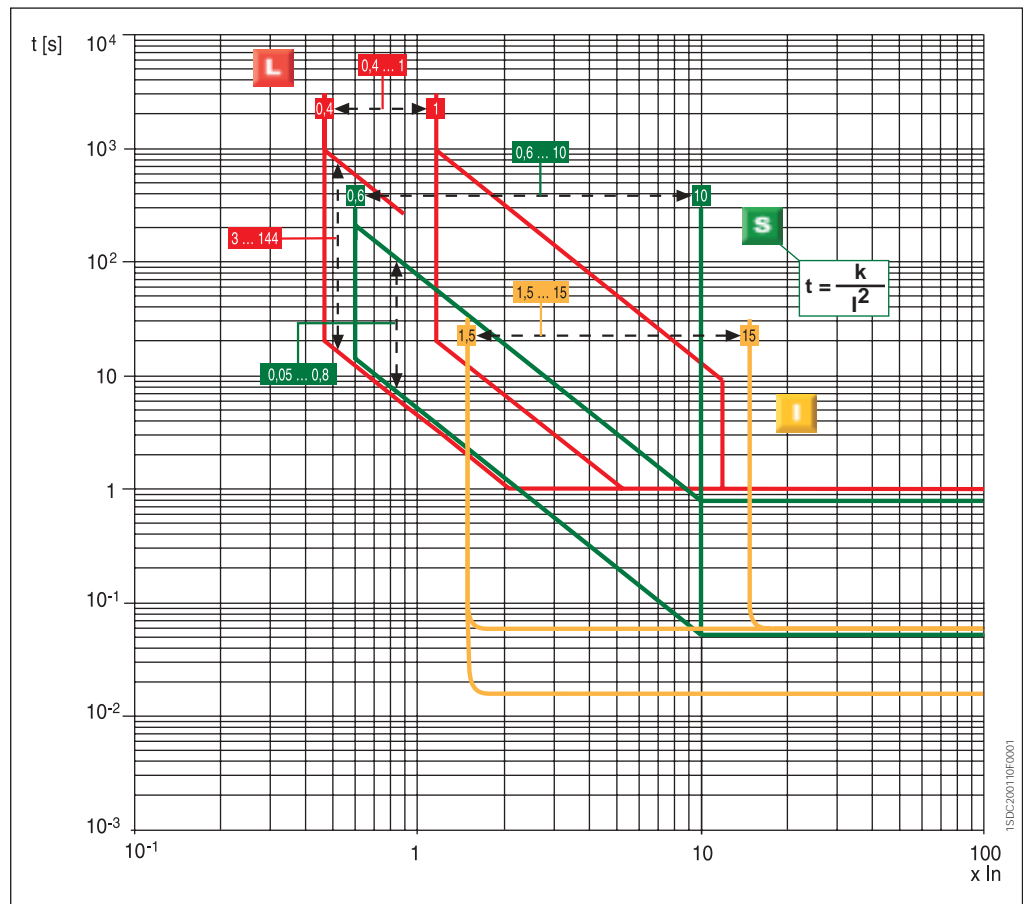 t [s]
10⁴
L
0,4 ... 1
0,4
1
10³
0,6 ... 10
0,6
10
S
3 ... 144
t = k / I²
10²
1,5 ... 15
1,5
15
0,05 ... 0,8
10
I
1
10⁻¹
10⁻²
10⁻³
10⁻¹
1
10
100
x In
1SDC200110F0001